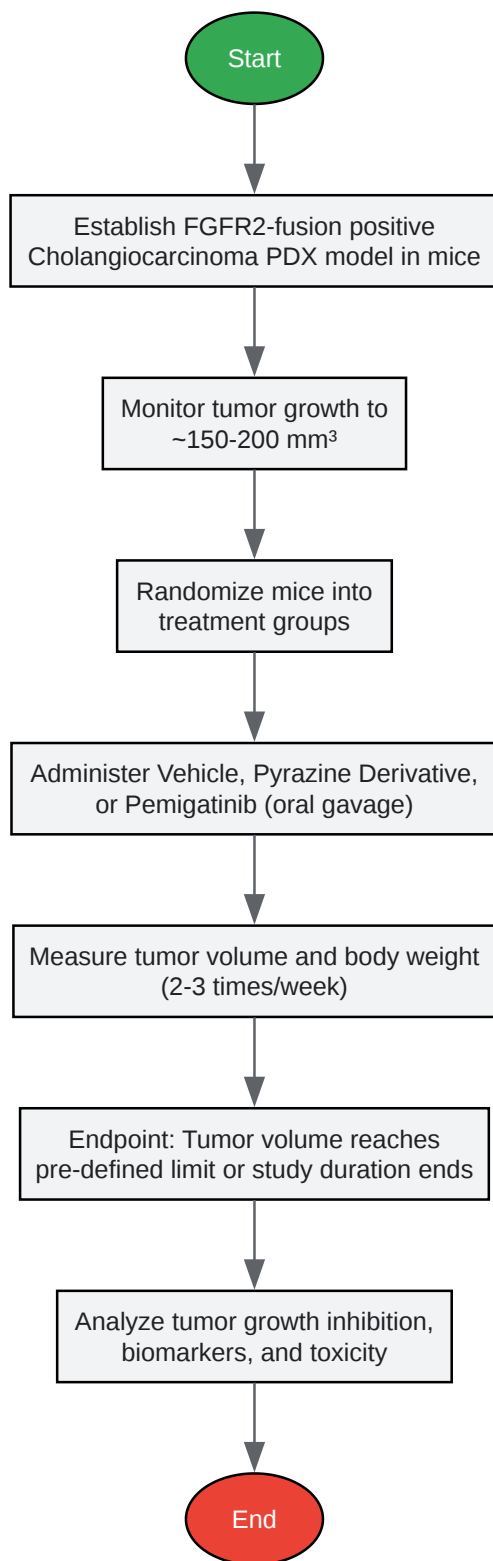 Start
Establish FGFR2-fusion positive
Cholangiocarcinoma PDX model in mice
Monitor tumor growth to
~150-200 mm³
Randomize mice into
treatment groups
Administer Vehicle, Pyrazine Derivative,
or Pemigatinib (oral gavage)
Measure tumor volume and body weight
(2-3 times/week)
Endpoint: Tumor volume reaches
pre-defined limit or study duration ends
Analyze tumor growth inhibition,
biomarkers, and toxicity
End